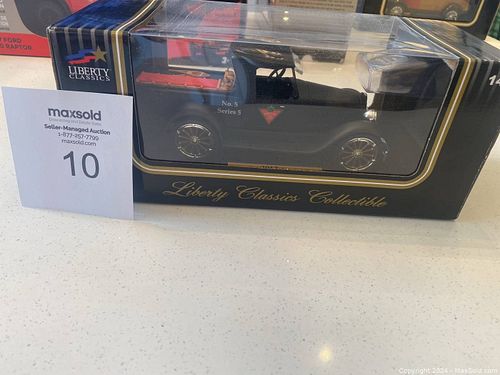 Y FORD
G RAPTOR
LIBERTY
CLASSICS
maxsold
Seller-Managed Auction
1-877-257-7799
maxsold.com
10
No. 5
Series 5
Liberty Classics Collectible
Copyright 2024 - MaxSold.com